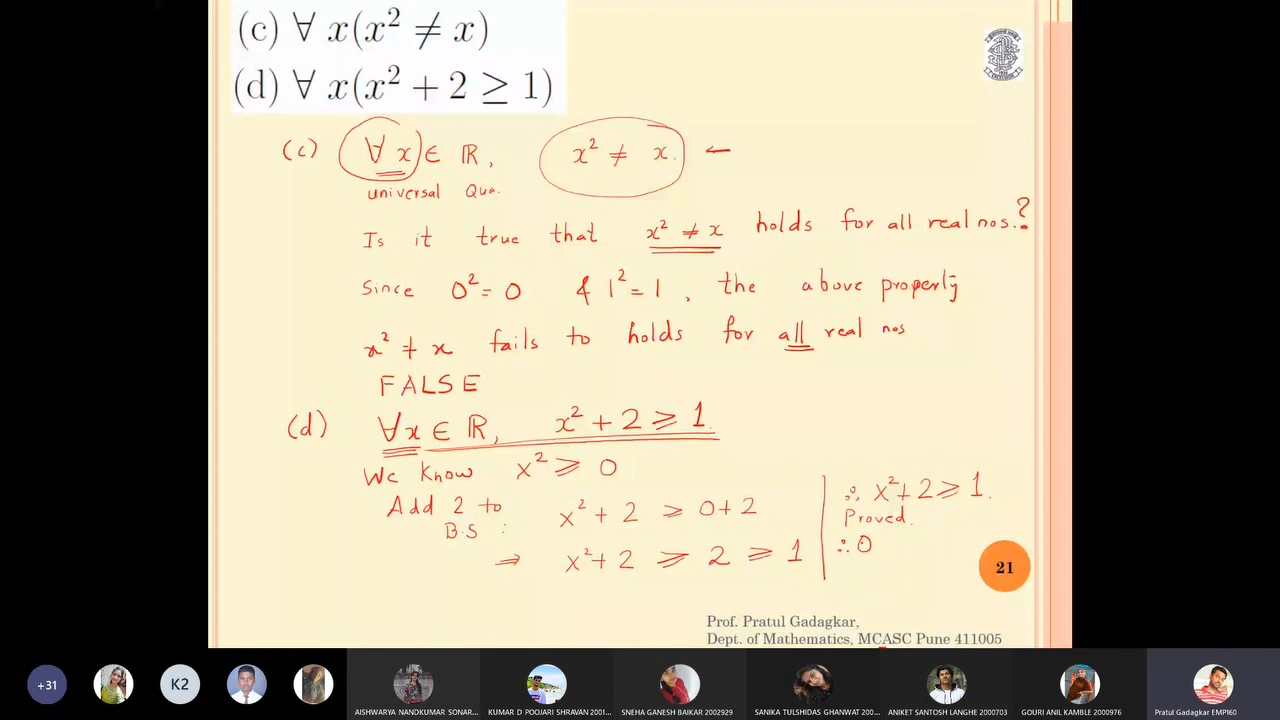 (c) ∀ x(x² ≠ x)
(d) ∀ x(x² + 2 ≥ 1)
(c) ∀ x ∈ ℝ, x² ≠ x. ←
universal Qua.
Is it true that x² ≠ x holds for all real nos.?
Since 0² = 0 & 1² = 1, the above property
x² ≠ x fails to holds for all real nos
FALSE
(d) ∀x ∈ ℝ, x² + 2 ≥ 1.
We know x² ≥ 0
Add 2 to B.S : x² + 2 ≥ 0 + 2
⇒ x² + 2 ≥ 2 ≥ 1
∴ x² + 2 ≥ 1.
Proved.
∴ O
21
Prof. Pratul Gadagkar,
Dept. of Mathematics, MCASC Pune 411005
+31
K2
AISHWARYA NANDKUMAR SONAR...
KUMAR D POOJARI SHRAVAN 2001...
SNEHA GANESH BAIKAR 2002929
SANIKA TULSHIDAS GHANWAT 200...
ANIKET SANTOSH LANGHE 2000703
GOURI ANIL KAMBLE 2000976
Pratul Gadagkar EMP160